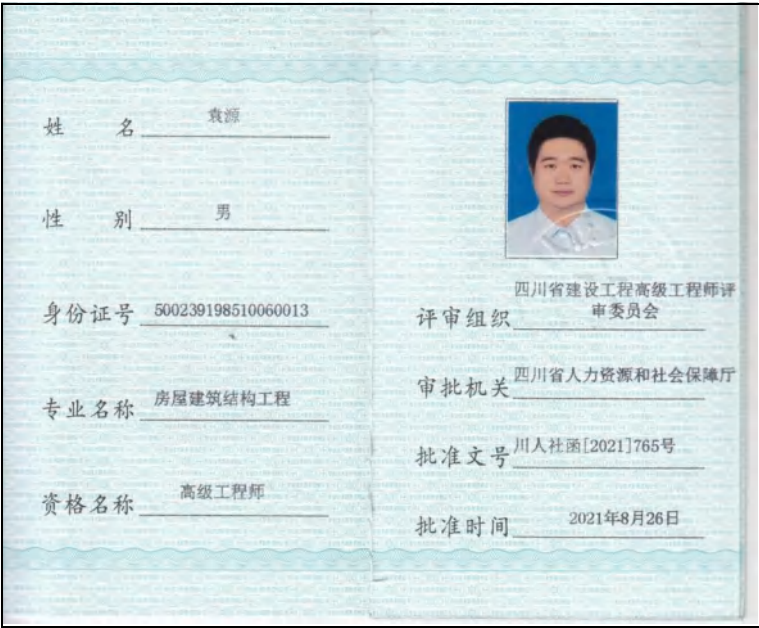 姓 名 袁源
性 别 男
身份证号 500239198510060013
专业名称 房屋建筑结构工程
资格名称 高级工程师
四川省建设工程高级工程师评
评审组织 审委员会
审批机关 四川省人力资源和社会保障厅
批准文号 川人社函[2021]765号
批准时间 2021年8月26日